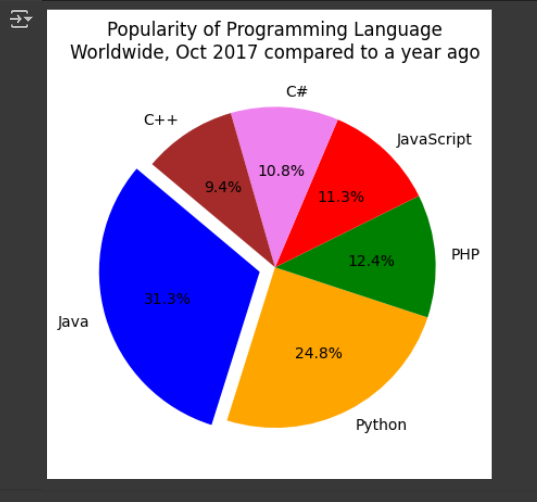 Popularity of Programming Language
Worldwide, Oct 2017 compared to a year ago
C#
C++
JavaScript
10.8%
9.4%
11.3%
PHP
12.4%
31.3%
Java
24.8%
Python